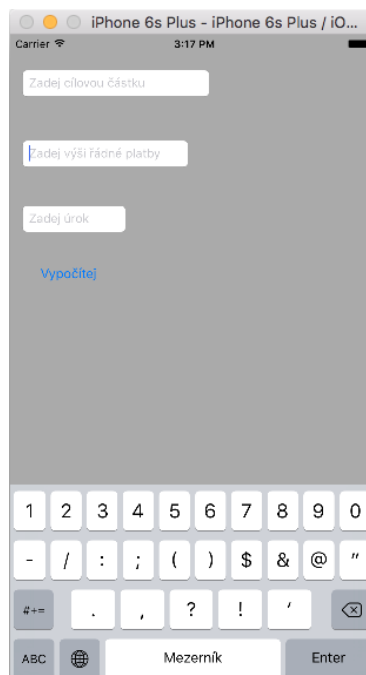 iPhone 6s Plus - iPhone 6s Plus / iO...
Carrier 3:17 PM
Zadej cílovou částku
Zadej výši řádné platby
Zadej úrok
Vypočítej
1 2 3 4 5 6 7 8 9 0
- / : ; ( ) $ & @ "
#+= . , ? ! '
ABC Mezerník Enter